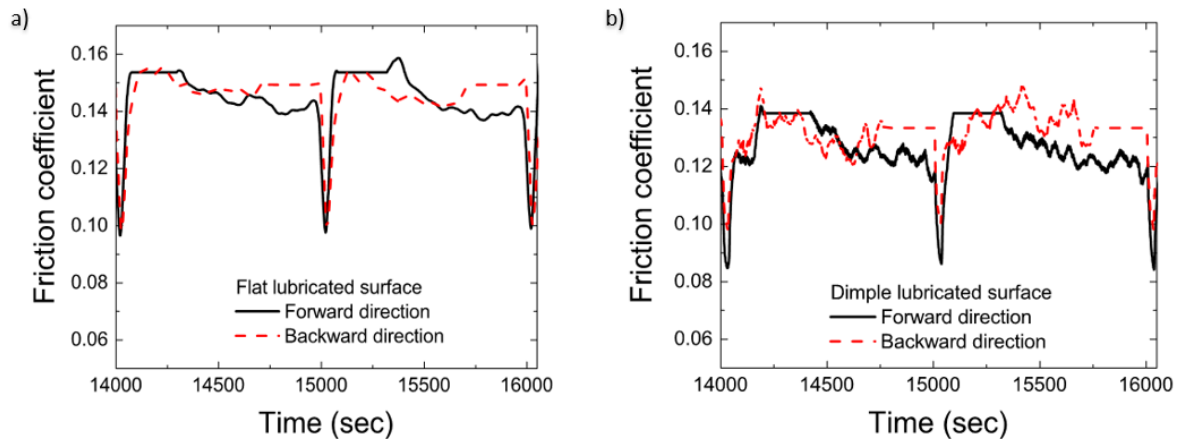 a)
0.16
0.14
0.12
0.10
0.08
0.06
Friction coefficient
Flat lubricated surface
Forward direction
Backward direction
14000 14500 15000 15500 16000
Time (sec)
b)
0.16
0.14
0.12
0.10
0.08
0.06
Friction coefficient
Dimple lubricated surface
Forward direction
Backward direction
14000 14500 15000 15500 16000
Time (sec)